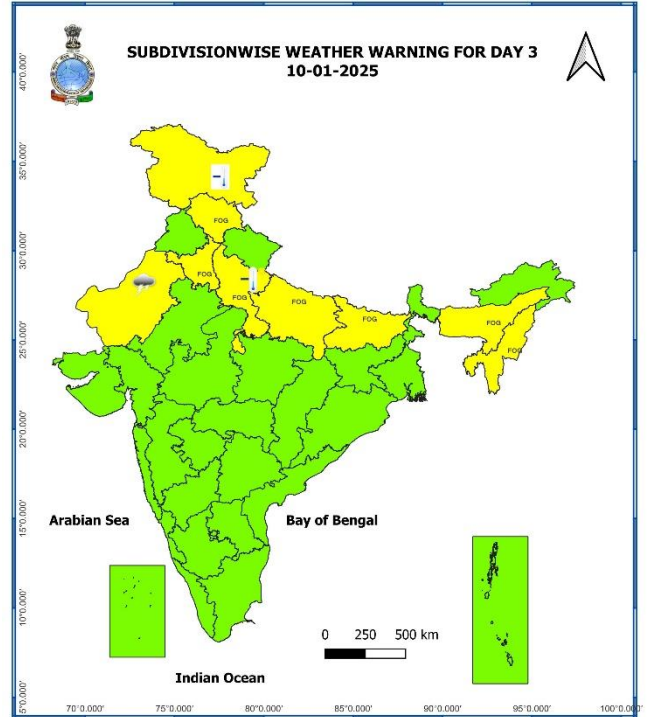 SUBDIVISIONWISE WEATHER WARNING FOR DAY 3
10-01-2025
40°0.000'
35°0.000'
30°0.000'
25°0.000'
20°0.000'
15°0.000'
10°0.000'
5°0.000'
FOG
FOG
FOG
FOG
FOG
FOG
FOG
Arabian Sea
Bay of Bengal
0 250 500 km
Indian Ocean
70°0.000' 75°0.000' 80°0.000' 85°0.000' 90°0.000' 95°0.000' 100°0.000'